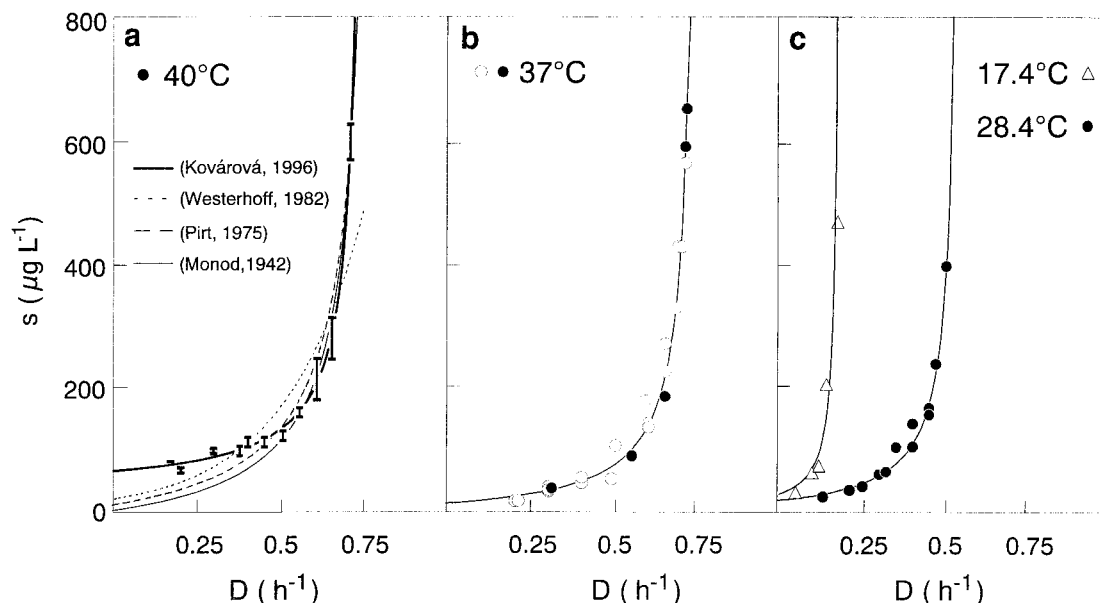 a
40°C
(Kovárová, 1996)
(Westerhoff, 1982)
(Pirt, 1975)
(Monod,1942)
b
37°C
c
17.4°C
28.4°C
800
600
400
200
0
s ( µg L⁻¹)
0.25 0.5 0.75
0.25 0.5 0.75
0.25 0.5 0.75
D ( h⁻¹) D ( h⁻¹) D ( h⁻¹)